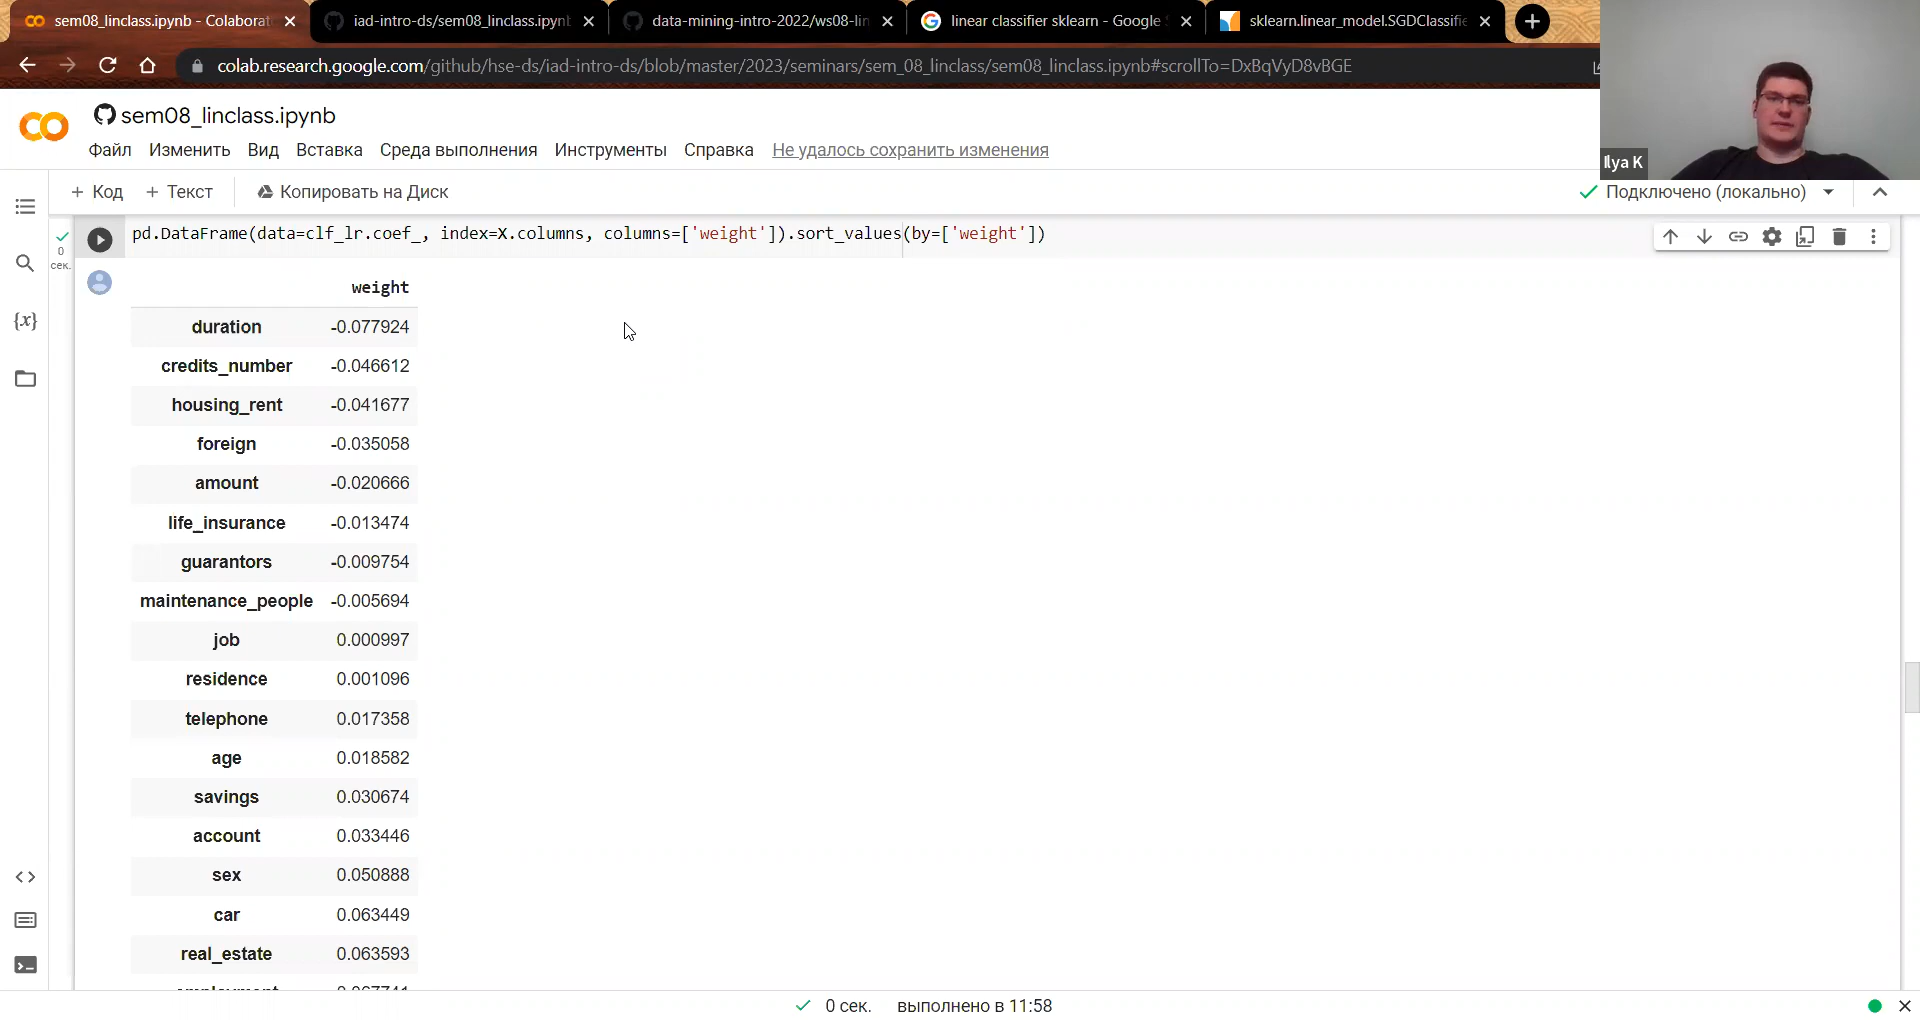 sem08_linclass.ipynb - Colaborat
iad-intro-ds/sem08_linclass.ipynb
data-mining-intro-2022/ws08-lin
linear classifier sklearn - Google
sklearn.linear_model.SGDClassifie
colab.research.google.com/github/hse-ds/iad-intro-ds/blob/master/2023/seminars/sem_08_linclass/sem08_linclass.ipynb#scrollTo=DxBqVyD8vBGE
sem08_linclass.ipynb
Файл Изменить Вид Вставка Среда выполнения Инструменты Справка Не удалось сохранить изменения
Ilya K
+ Код + Текст Копировать на Диск
Подключено (локально)
pd.DataFrame(data=clf_lr.coef_, index=X.columns, columns=['weight']).sort_values(by=['weight'])
0
сек.
{x}
weight
duration -0.077924
credits_number -0.046612
housing_rent -0.041677
foreign -0.035058
amount -0.020666
life_insurance -0.013474
guarantors -0.009754
maintenance_people -0.005694
job 0.000997
residence 0.001096
telephone 0.017358
age 0.018582
savings 0.030674
account 0.033446
sex 0.050888
car 0.063449
real_estate 0.063593
0 сек. выполнено в 11:58